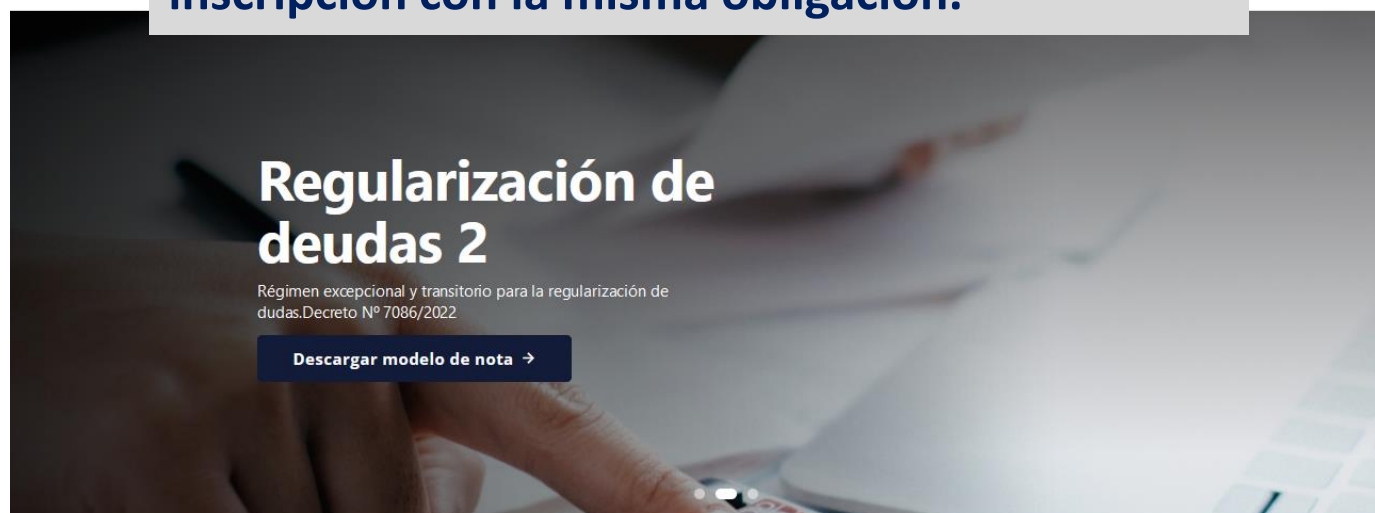 inscripción con la misma obligación.
Regularización de
deudas 2
Régimen excepcional y transitorio para la regularización de
dudas.Decreto Nº 7086/2022
Descargar modelo de nota →